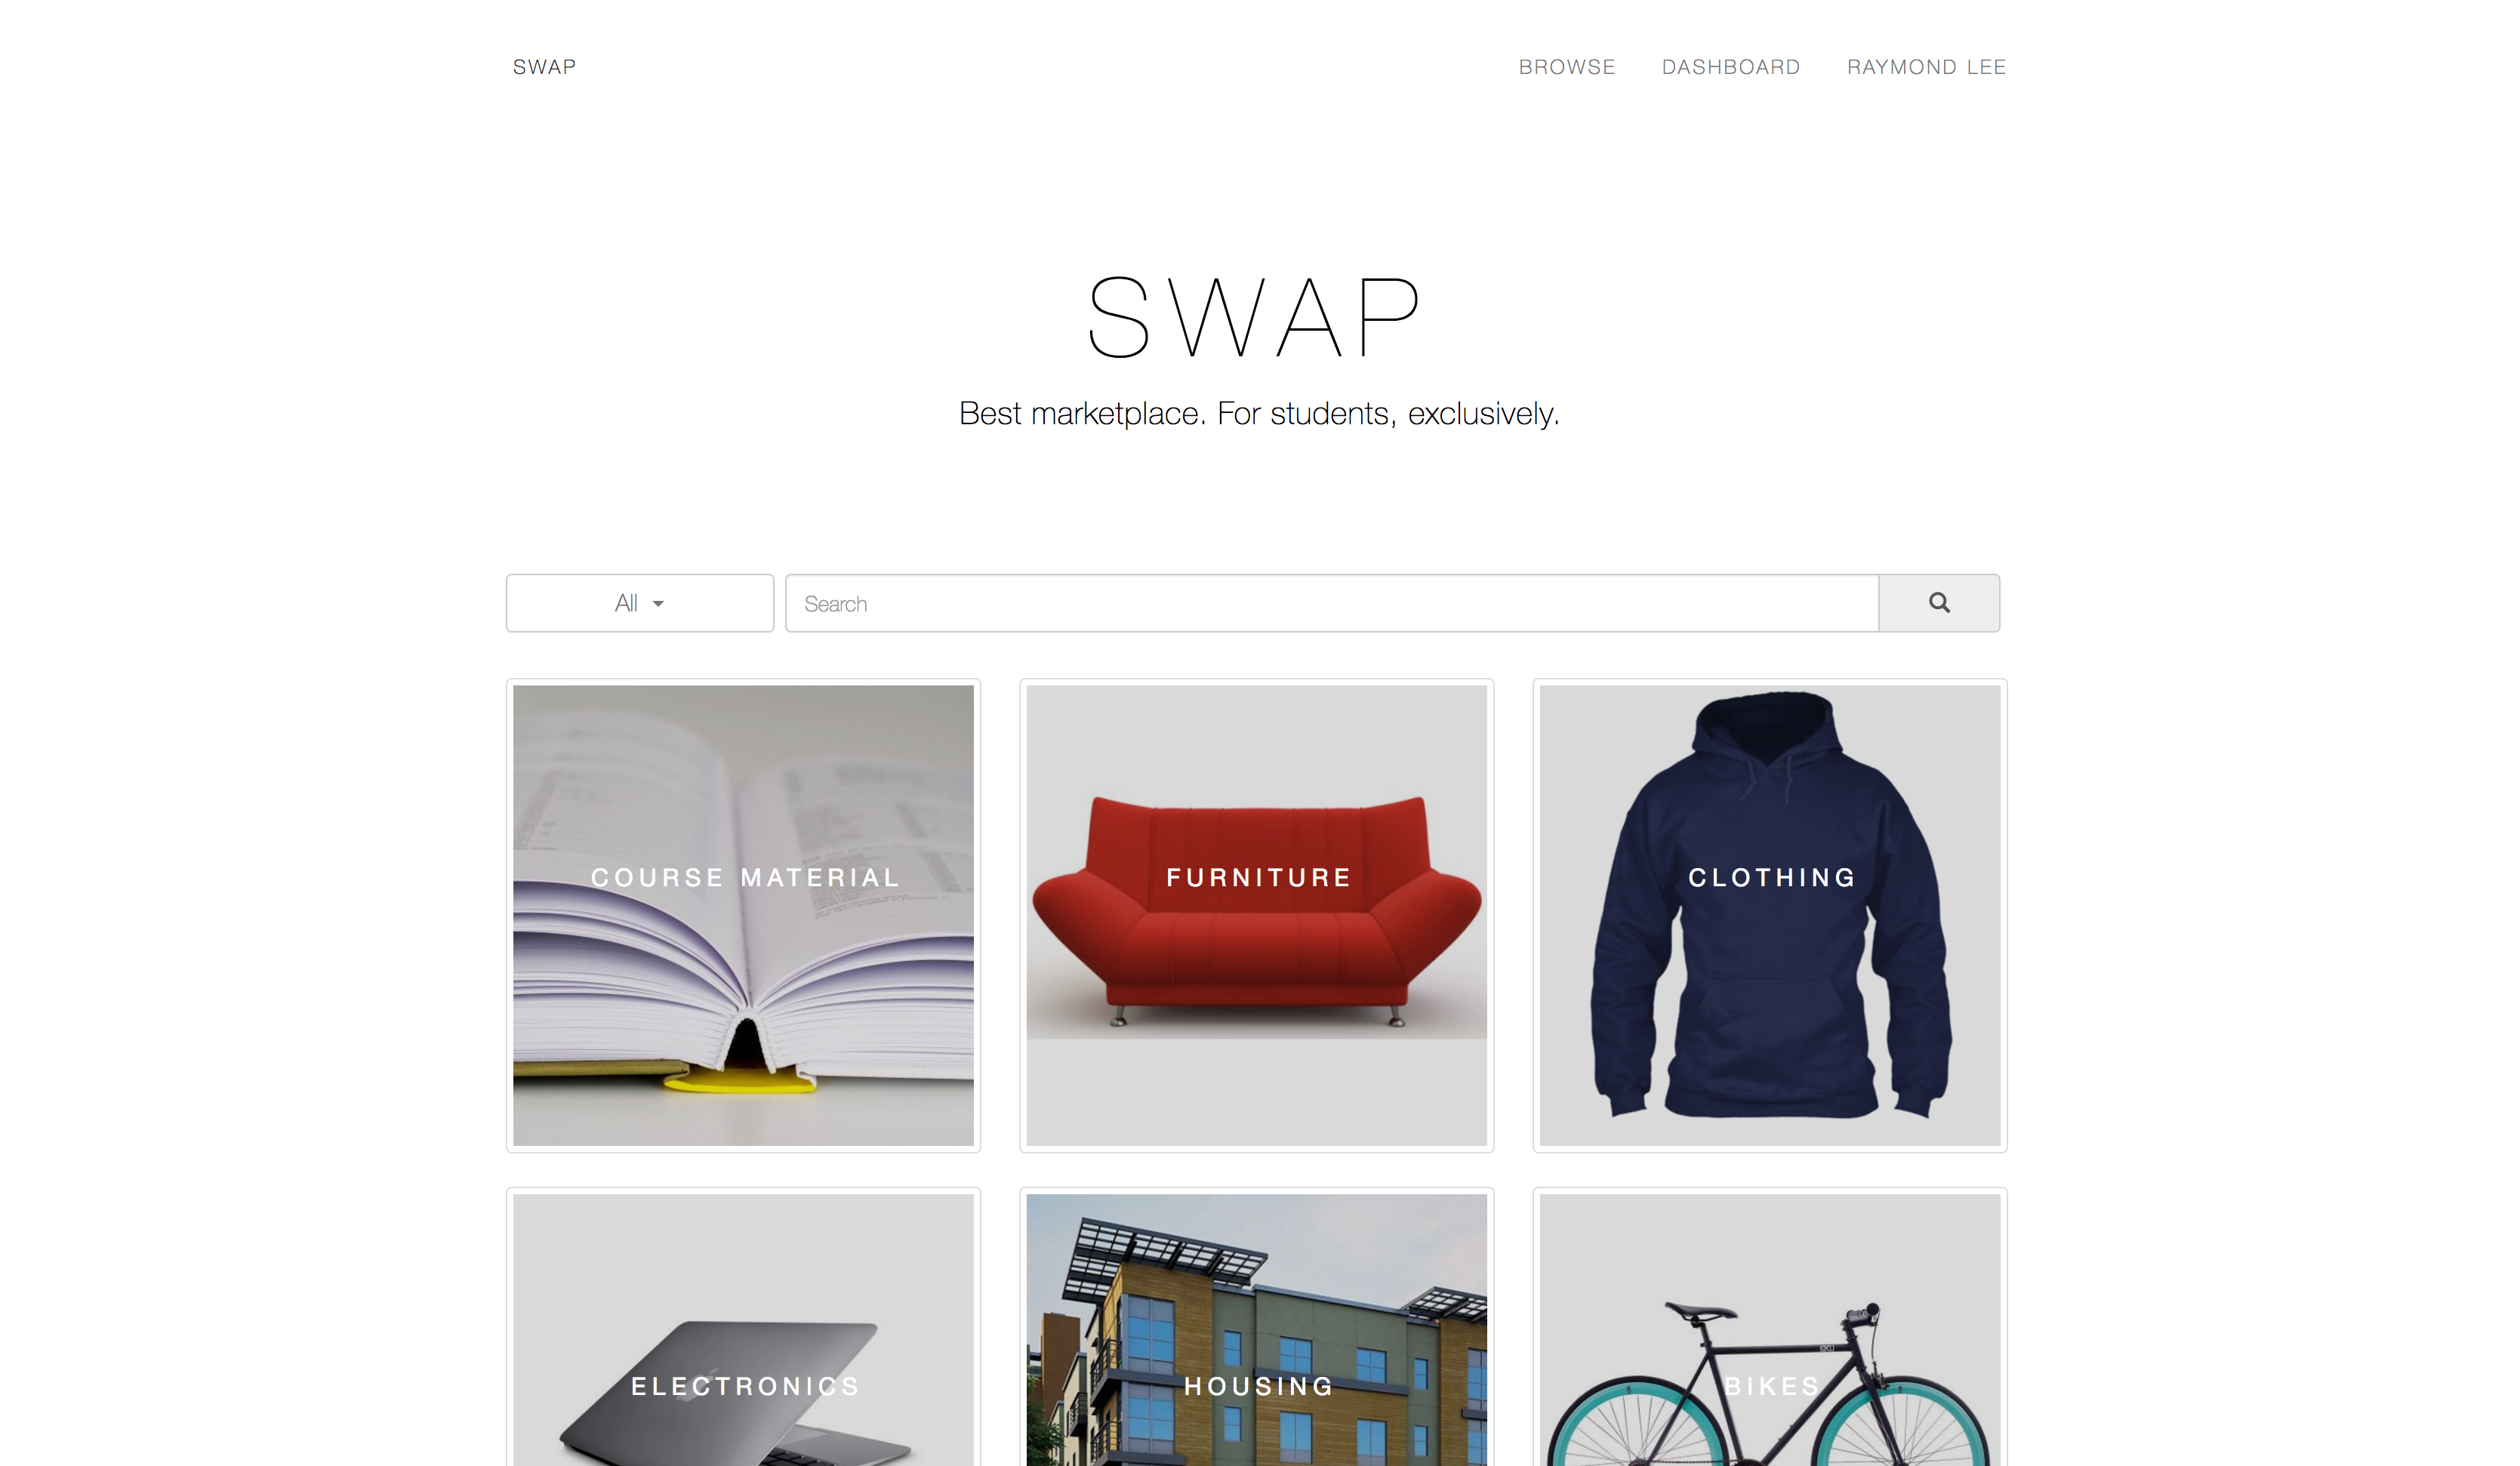 SWAP BROWSE DASHBOARD RAYMOND LEE
SWAP
Best marketplace. For students, exclusively.
All Search
COURSE MATERIAL FURNITURE CLOTHING
ELECTRONICS HOUSING BIKES